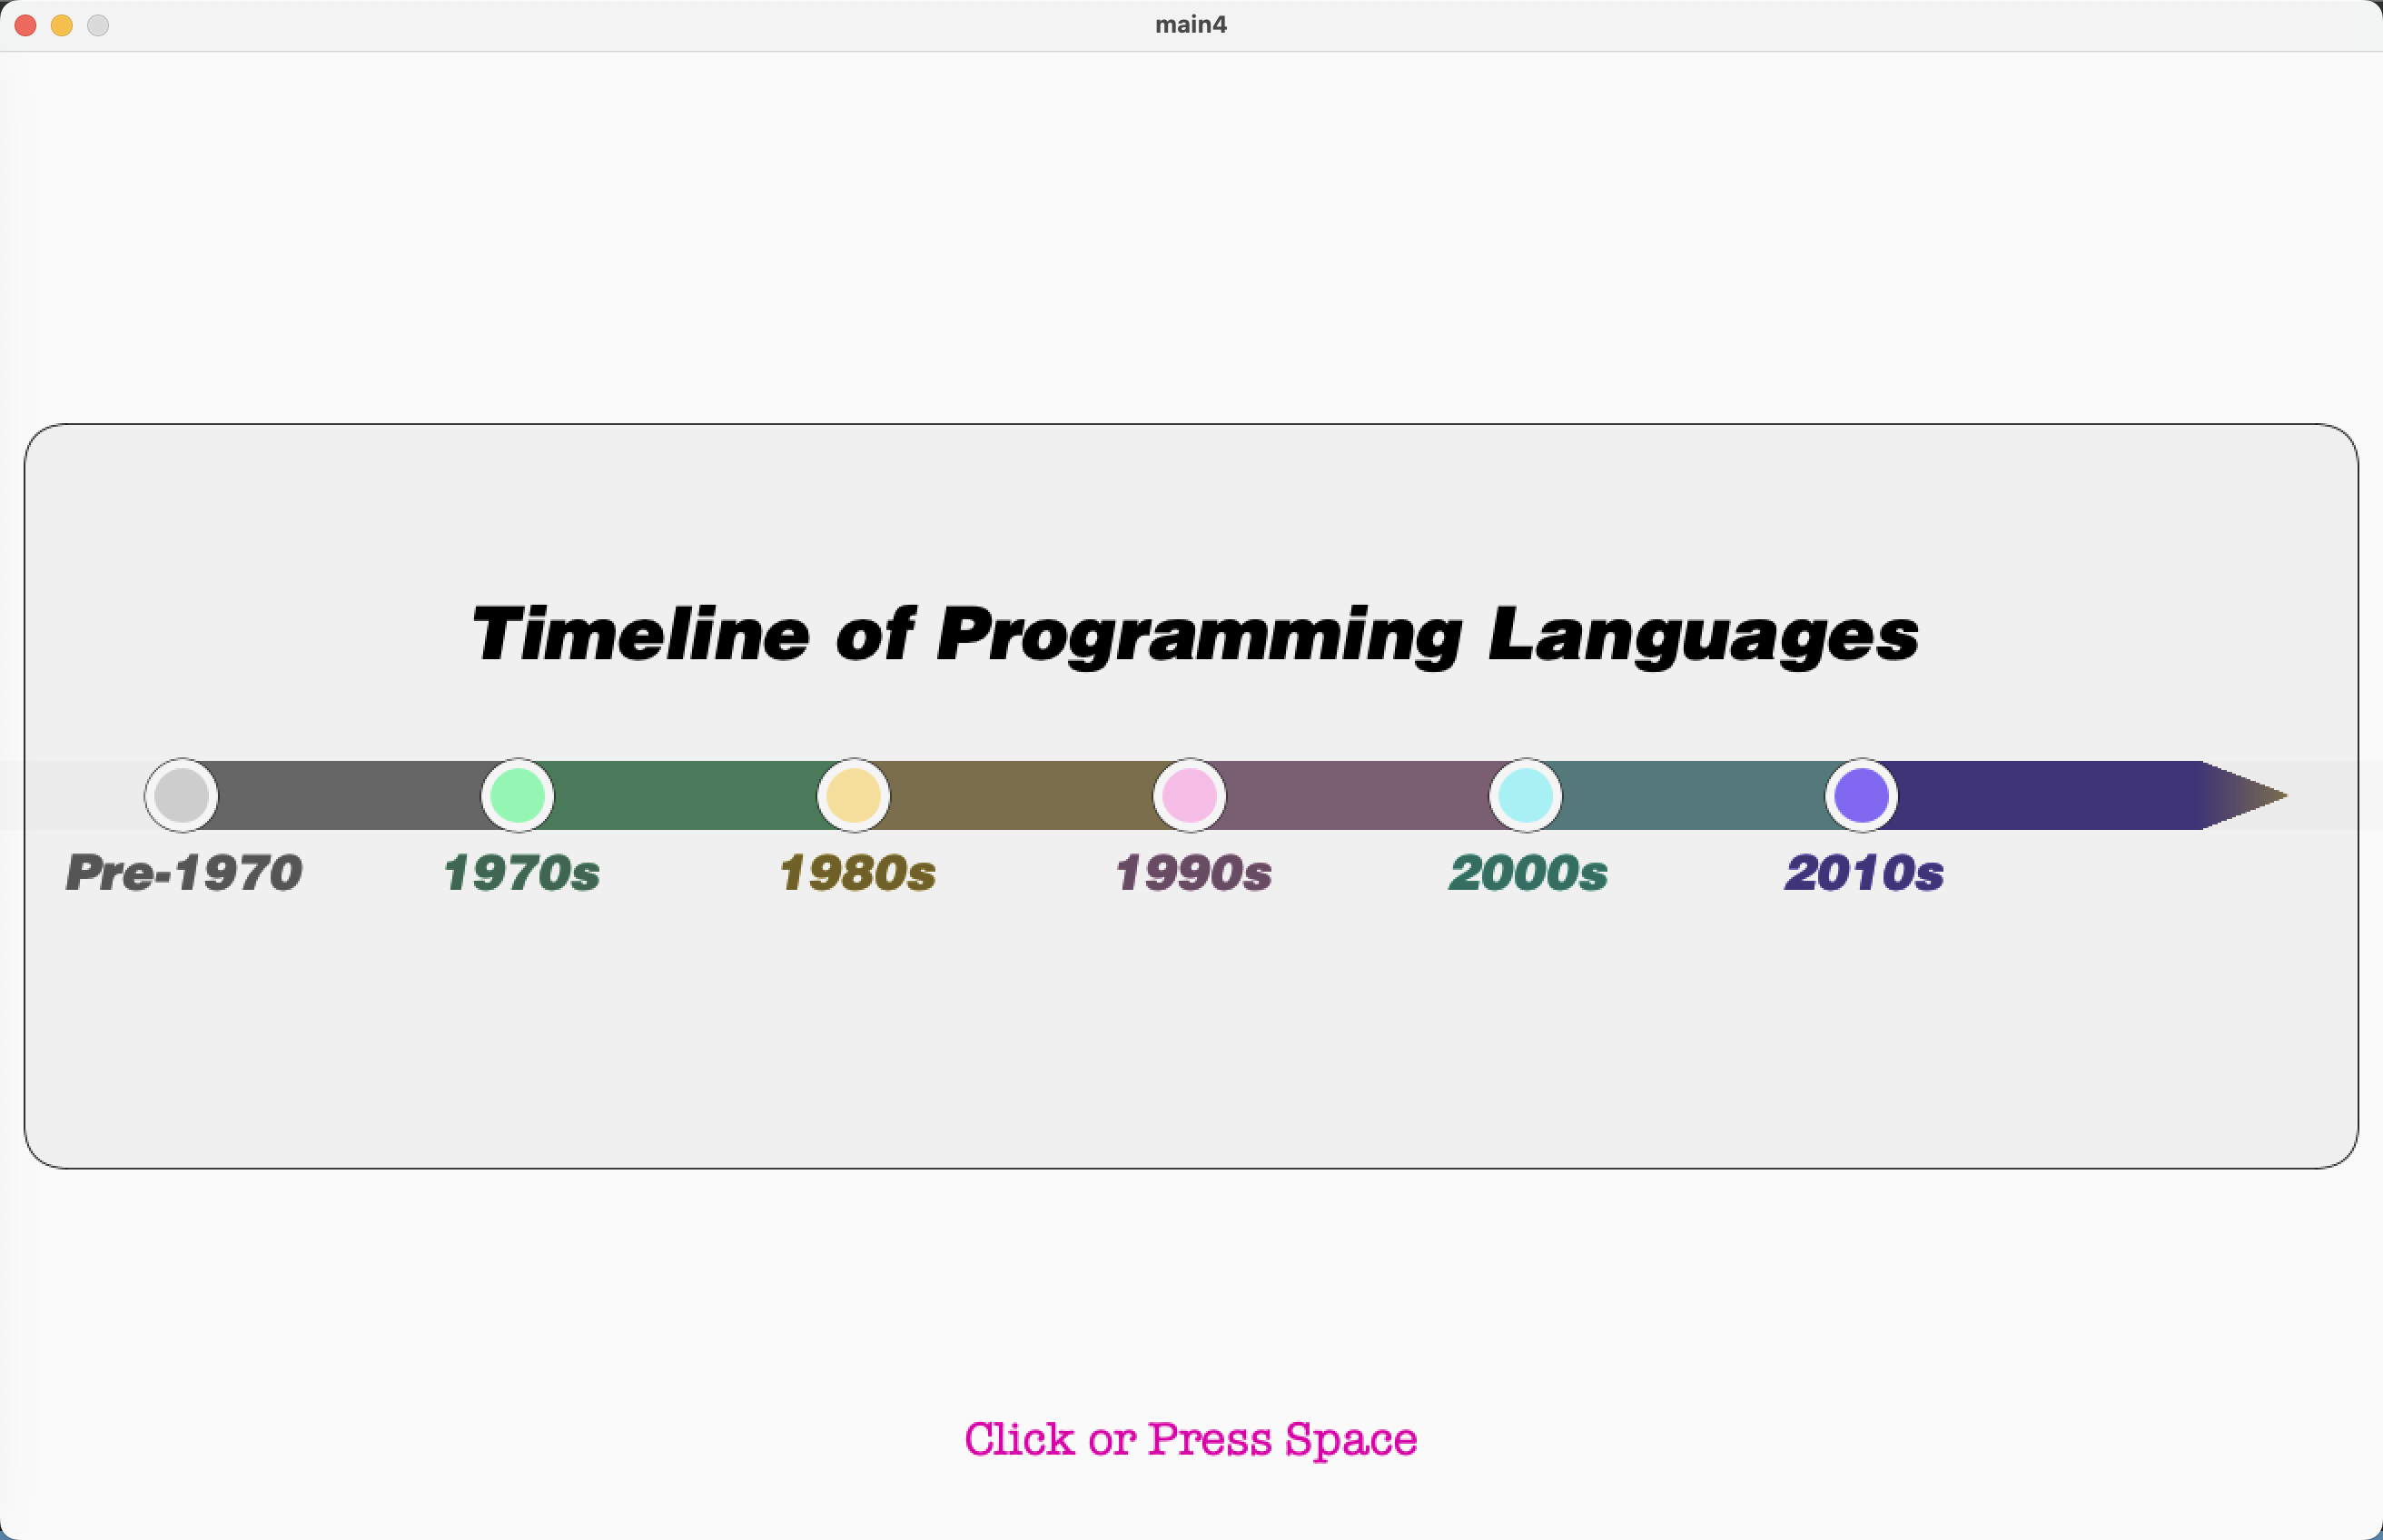 main4
Timeline of Programming Languages
Pre-1970 1970s 1980s 1990s 2000s 2010s
Click or Press Space